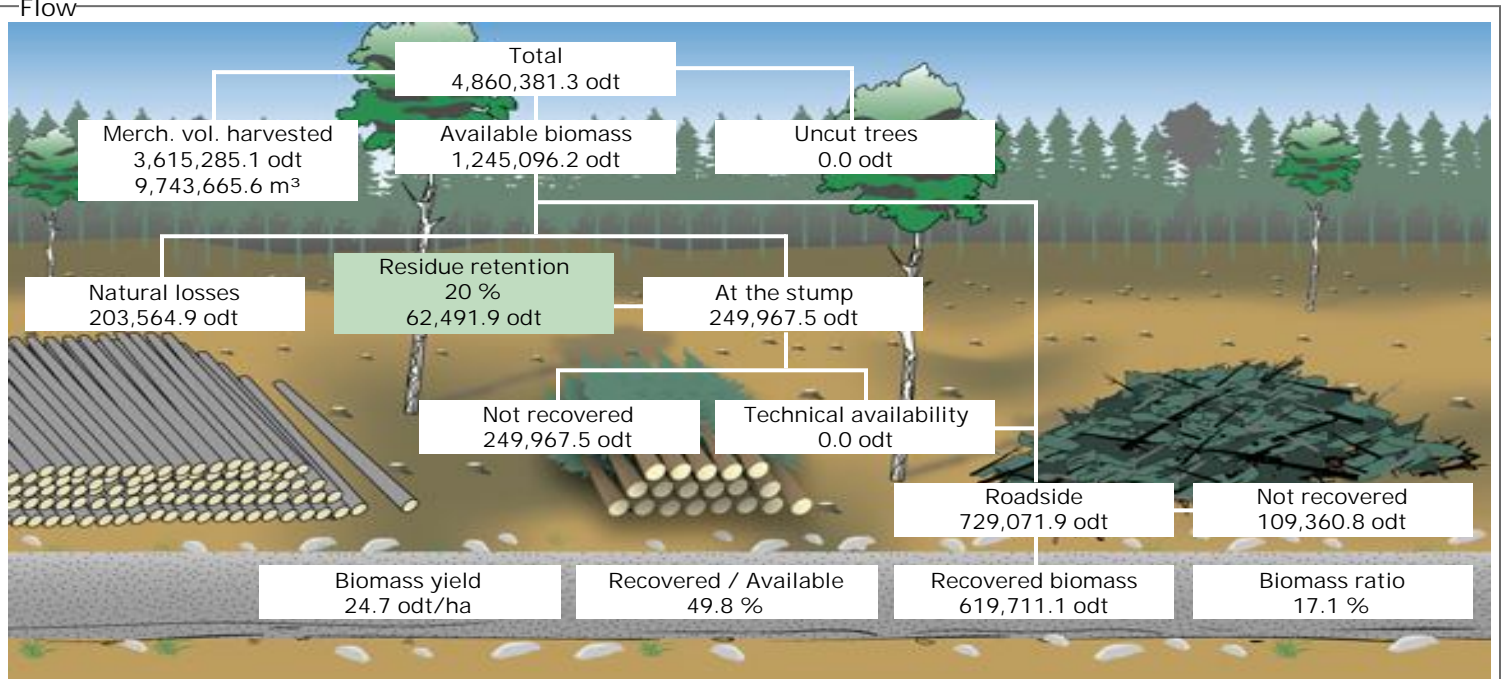 Flow
Total
4,860,381.3 odt
Merch. vol. harvested
3,615,285.1 odt
9,743,665.6 m³
Available biomass
1,245,096.2 odt
Uncut trees
0.0 odt
Natural losses
203,564.9 odt
Residue retention
20 %
62,491.9 odt
At the stump
249,967.5 odt
Not recovered
249,967.5 odt
Technical availability
0.0 odt
Roadside
729,071.9 odt
Not recovered
109,360.8 odt
Biomass yield
24.7 odt/ha
Recovered / Available
49.8 %
Recovered biomass
619,711.1 odt
Biomass ratio
17.1 %